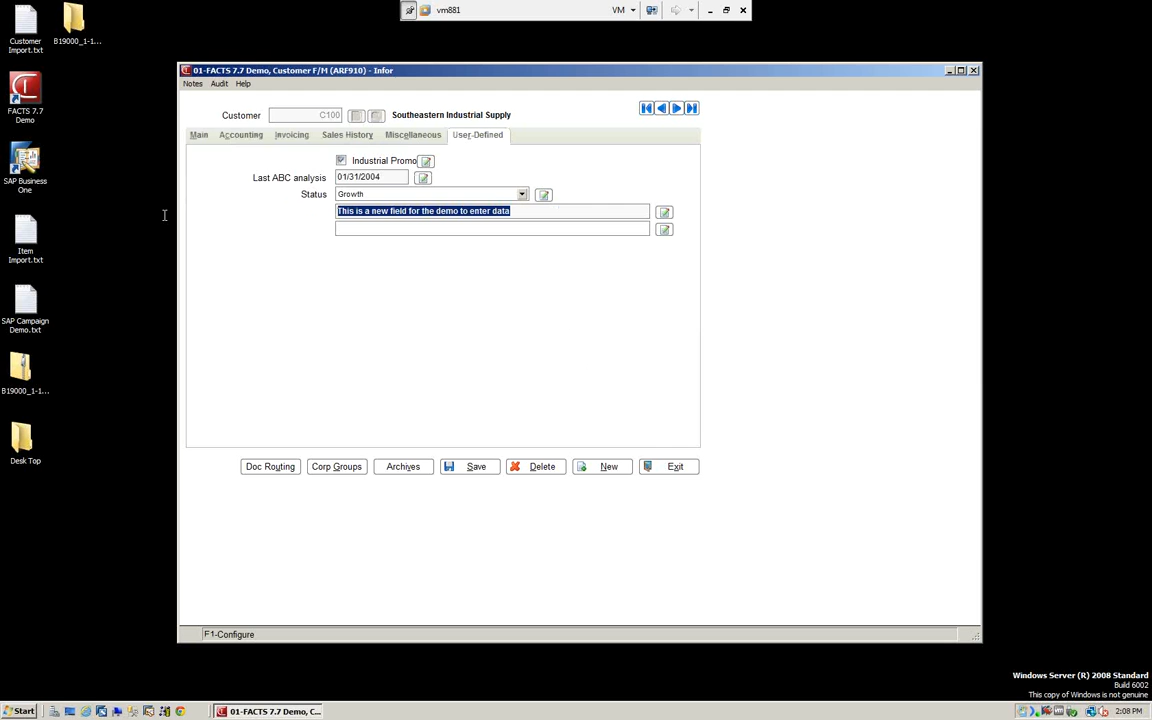 vm881
VM
Customer Import.txt
B19000_1-1...
FACTS 7.7 Demo
SAP Business One
Item Import.txt
SAP Campaign Demo.txt
B19000_1-1...
Desk Top
01-FACTS 7.7 Demo, Customer F/M (ARF910) - Infor
Notes Audit Help
Customer C100 Southeastern Industrial Supply
Main Accounting Invoicing Sales History Miscellaneous User-Defined
Industrial Promo
Last ABC analysis 01/31/2004
Status Growth
This is a new field for the demo to enter data
Doc Routing Corp Groups Archives Save Delete New Exit
F1-Configure
Windows Server (R) 2008 Standard
Build 6002
This copy of Windows is not genuine
Start 01-FACTS 7.7 Demo, C... 2:08 PM